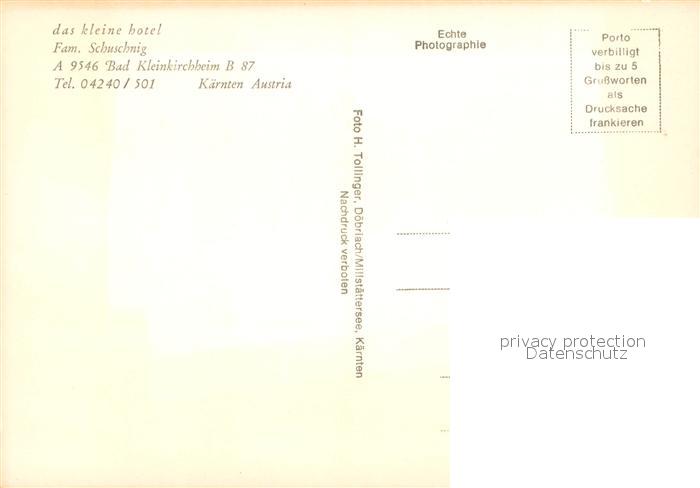 das kleine hotel
Fam. Schuschnig
A 9546 Bad Kleinkirchheim B 87
Tel. 04240 / 501 Kärnten Austria
Echte
Photographie
Porto
verbilligt
bis zu 5
Grußworten
als
Drucksache
frankieren
Foto H. Tollinger, Döbriach/Millstättersee, Kärnten
Nachdruck verboten
privacy protection
Datenschutz